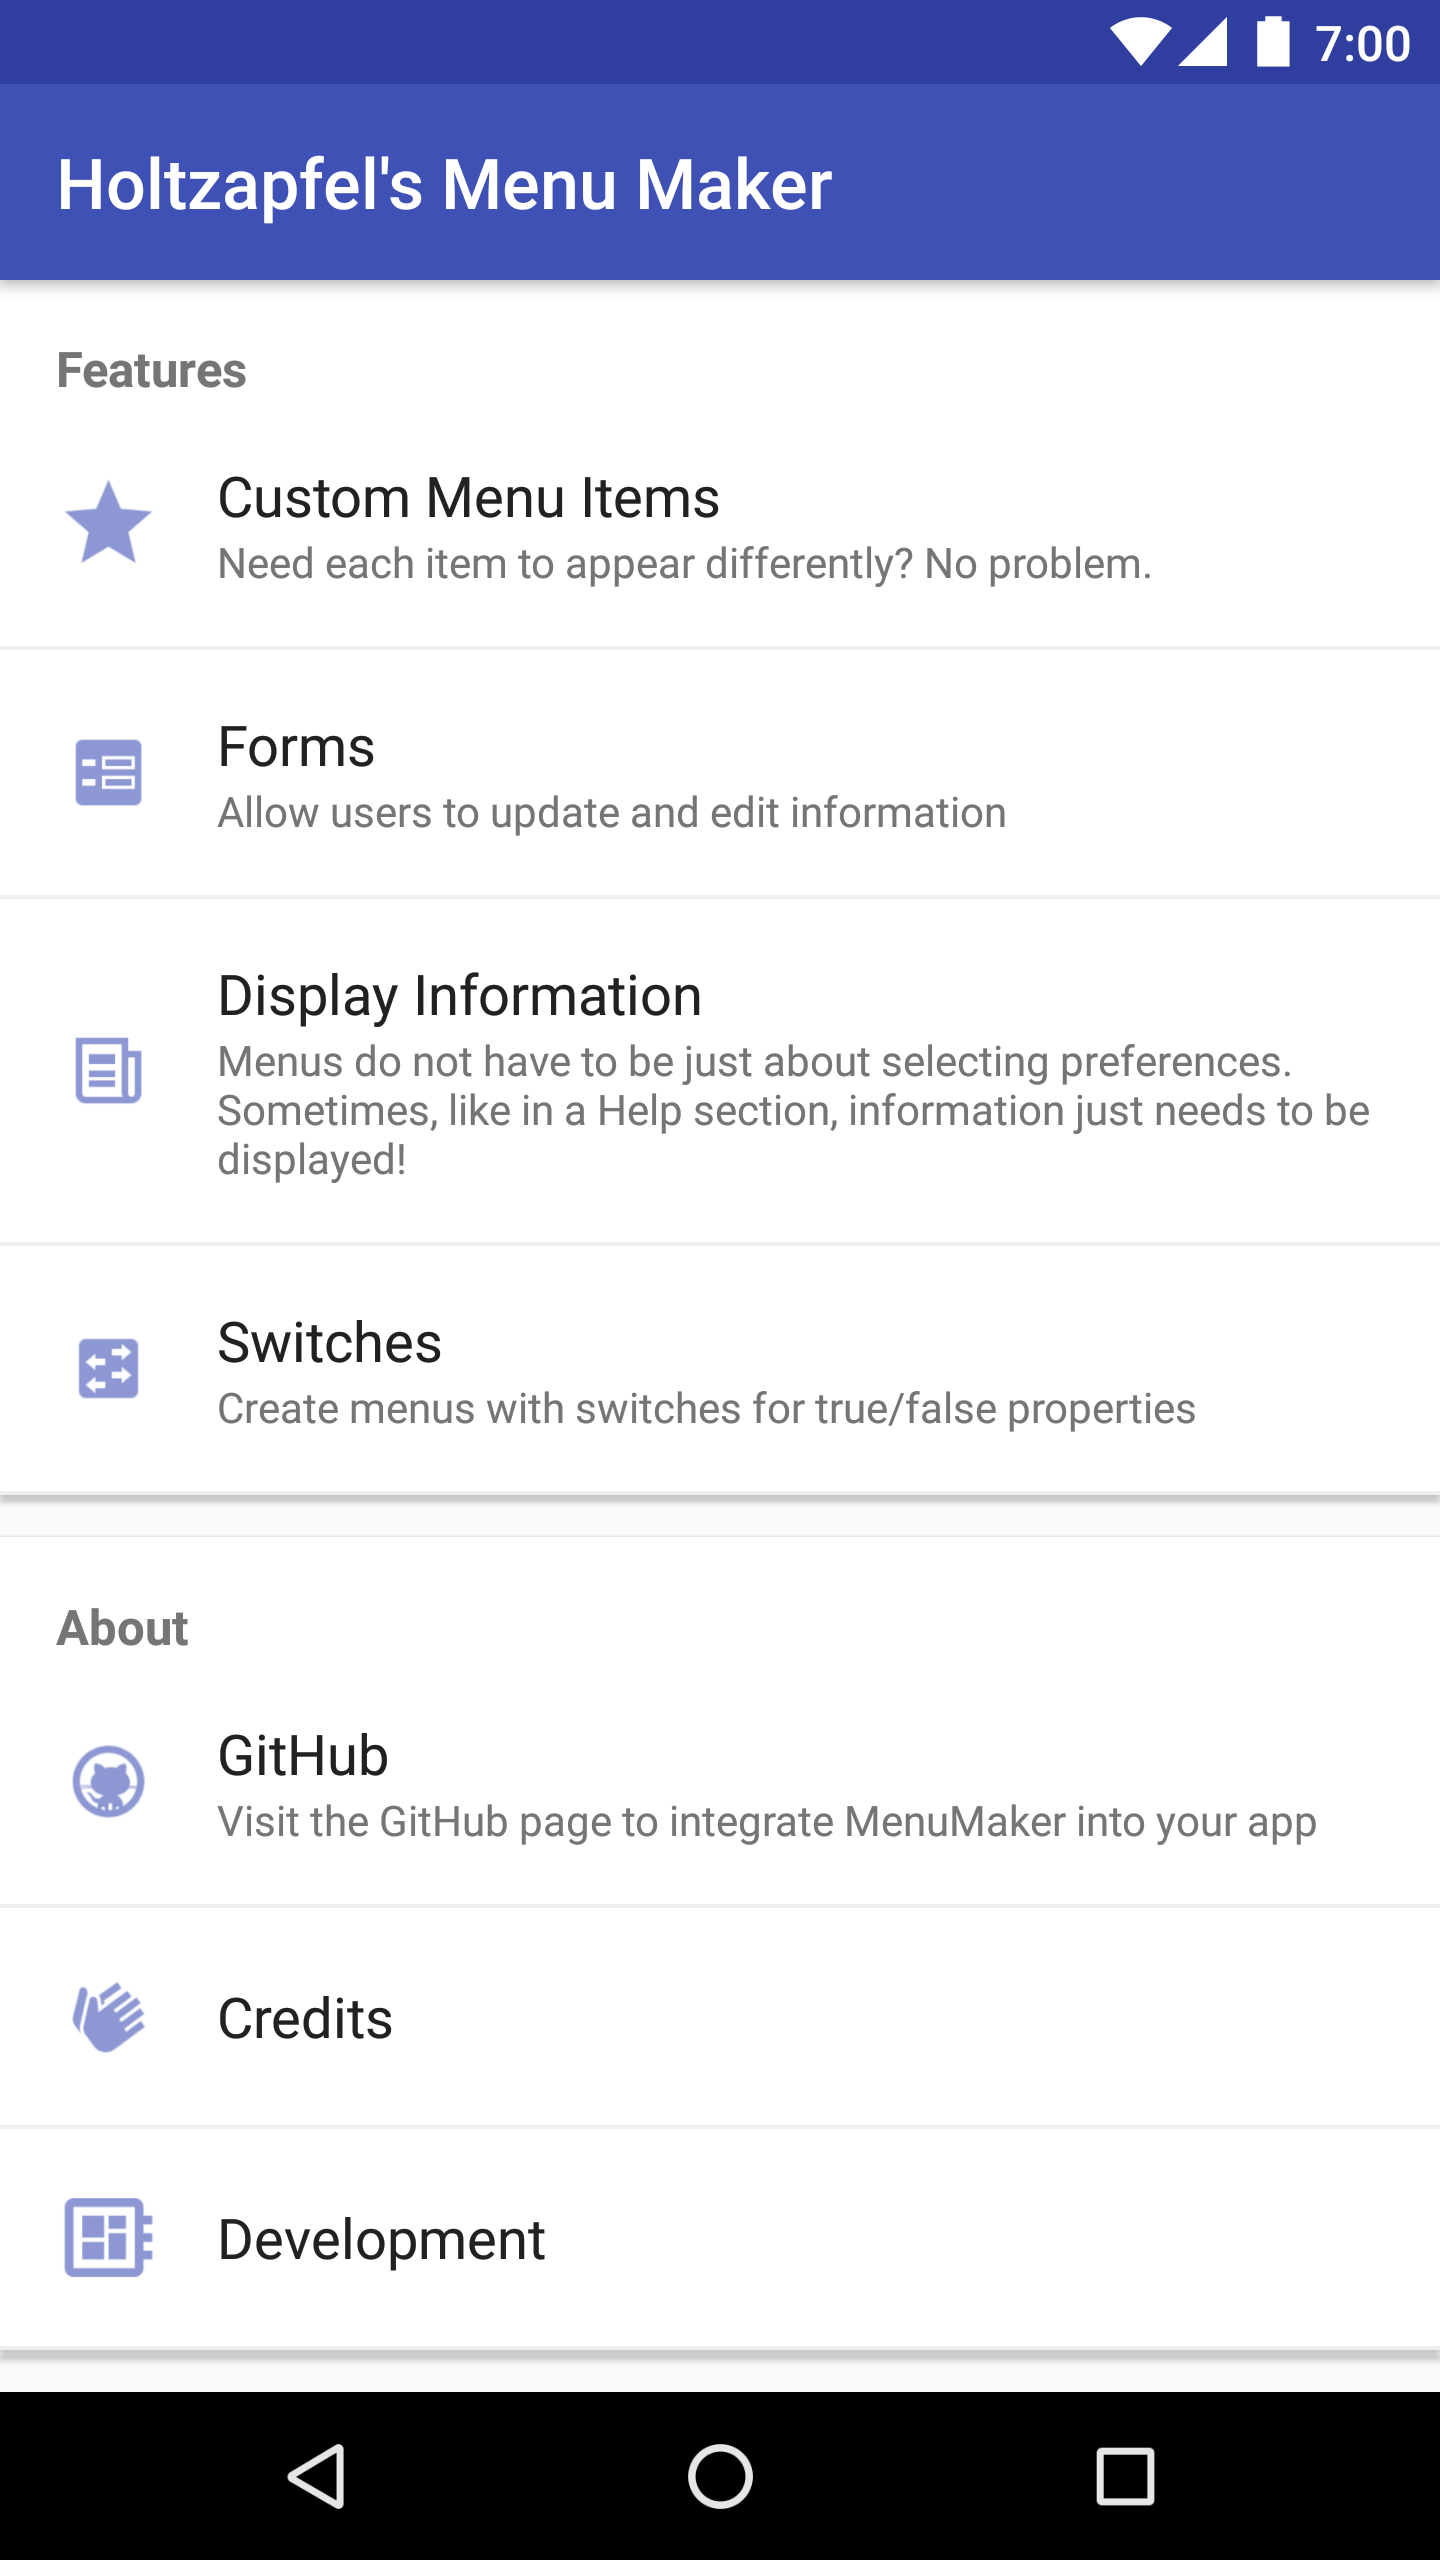 7:00
Holtzapfel's Menu Maker
Features
Custom Menu Items
Need each item to appear differently? No problem.
Forms
Allow users to update and edit information
Display Information
Menus do not have to be just about selecting preferences.
Sometimes, like in a Help section, information just needs to be
displayed!
Switches
Create menus with switches for true/false properties
About
GitHub
Visit the GitHub page to integrate MenuMaker into your app
Credits
Development